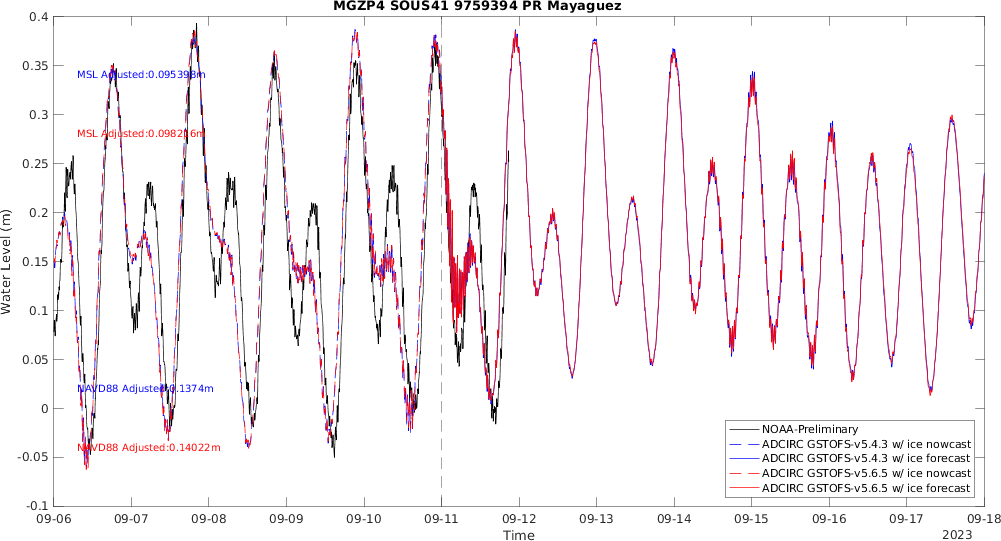 MGZP4 SOUS41 9759394 PR Mayaguez
0.4
0.35
0.3
0.25
0.2
0.15
0.1
0.05
0
-0.05
-0.1
Water Level (m)
MSL Adjusted:0.095398m
MSL Adjusted:0.098226m
NAVD88 Adjusted:0.1374m
NAVD88 Adjusted:0.14022m
NOAA-Preliminary
ADCIRC GSTOFS-v5.4.3 w/ ice nowcast
ADCIRC GSTOFS-v5.4.3 w/ ice forecast
ADCIRC GSTOFS-v5.6.5 w/ ice nowcast
ADCIRC GSTOFS-v5.6.5 w/ ice forecast
09-06 09-07 09-08 09-09 09-10 09-11 09-12 09-13 09-14 09-15 09-16 09-17 09-18
Time
2023